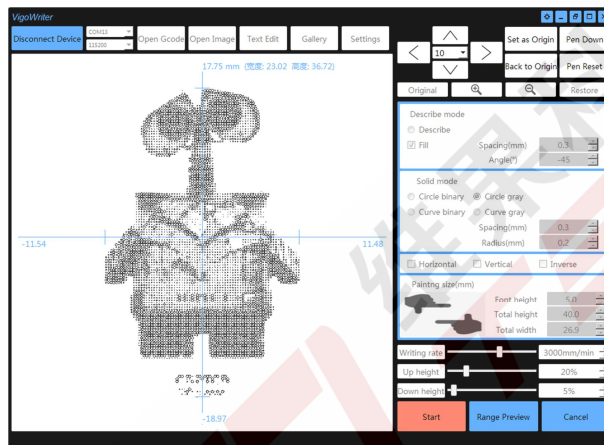 VigoWriter
Disconnect Device
COM13
115200
Open Gcode
Open Image
Text Edit
Gallery
Settings
10
Set as Origin
Pen Down
Back to Origin
Pen Reset
Original
Restore
17.75 mm (宽度: 23.02 高度: 36.72)
-11.54
11.48
-18.97
Describe mode
Describe
Fill
Spacing(mm)
0.3
Angle(°)
-45
Solid mode
Circle binary
Circle gray
Curve binary
Curve gray
Spacing(mm)
0.3
Radius(mm)
0.2
Horizontal
Vertical
Inverse
Paintng size(mm)
Font height
5.0
Total height
40.0
Total width
26.9
Writing rate
3000mm/min
Up height
20%
Down height
5%
Start
Range Preview
Cancel
维果科